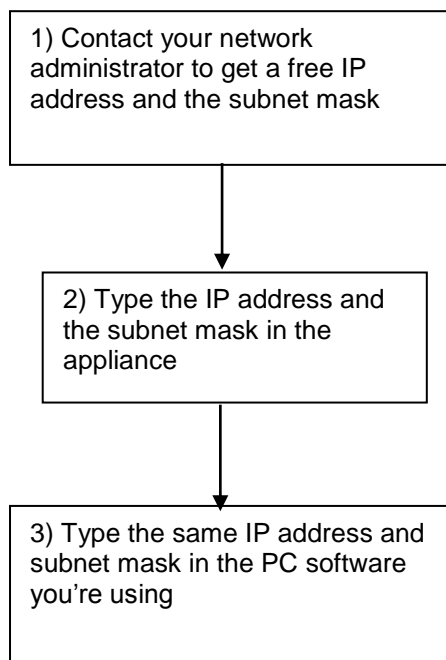 1) Contact your network
administrator to get a free IP
address and the subnet mask
2) Type the IP address and
the subnet mask in the
appliance
3) Type the same IP address and
subnet mask in the PC software
you’re using